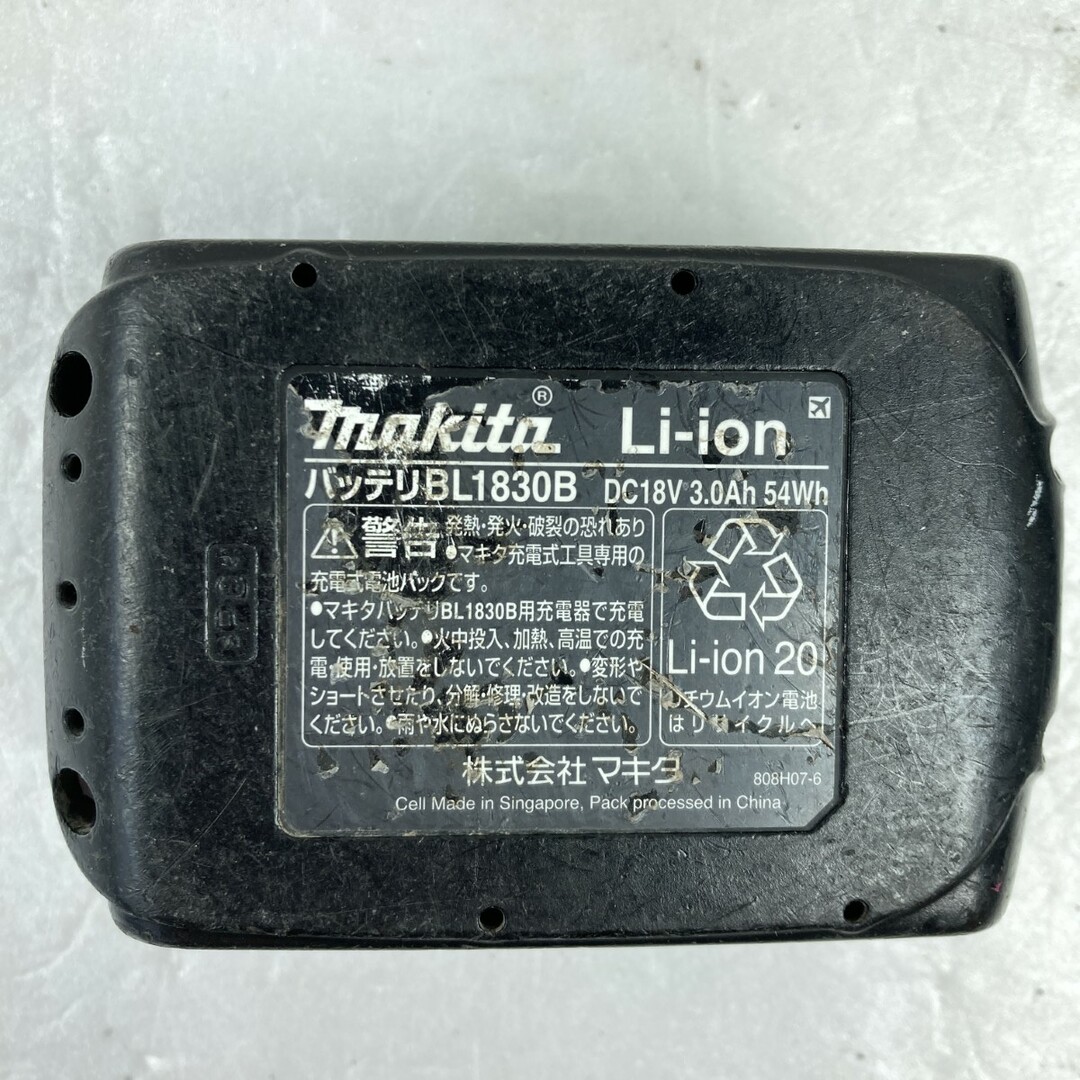 makita® Li-ion
バッテリBL1830B DC18V 3.0Ah 54Wh
警告 発熱・発火・破裂の恐れあり
●マキタ充電式工具専用の
充電式電池パックです。
●マキタバッテリBL1830B用充電器で充電
してください。●火中投入、加熱、高温での充
電・使用・放置をしないでください。●変形や
ショートさせたり、分解・修理・改造をしないで
ください。●雨や水にぬらさないでください。
Li-ion 20
リチウムイオン電池
はリサイクルへ
株式会社マキタ
808H07-6
Cell Made in Singapore, Pack processed in China